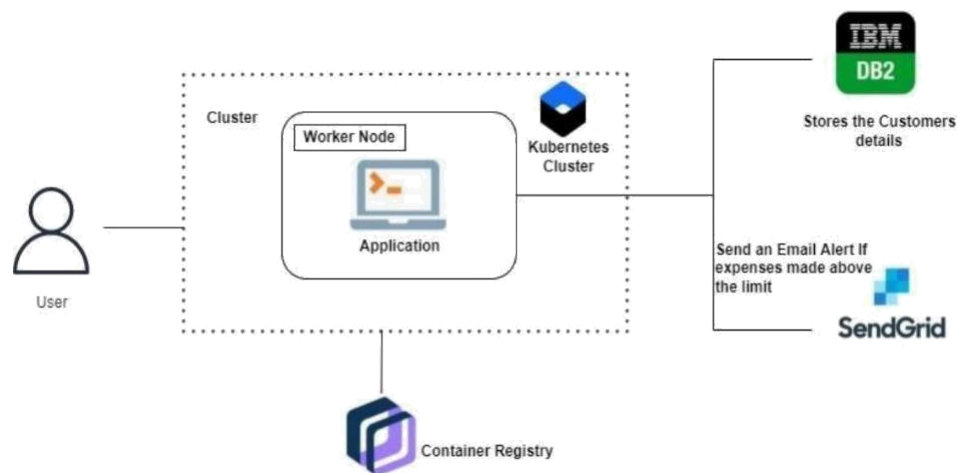 IBM
DB2
Stores the Customers
details
Cluster
Worker Node
Kubernetes
Cluster
Application
User
Send an Email Alert If
expenses made above
the limit
SendGrid
Container Registry